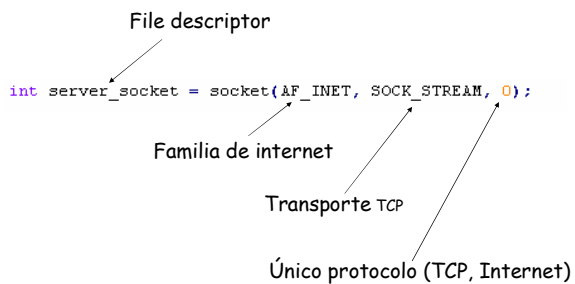 File descriptor
int server_socket = socket(AF_INET, SOCK_STREAM, 0);
Familia de internet
Transporte TCP
Único protocolo (TCP, Internet)